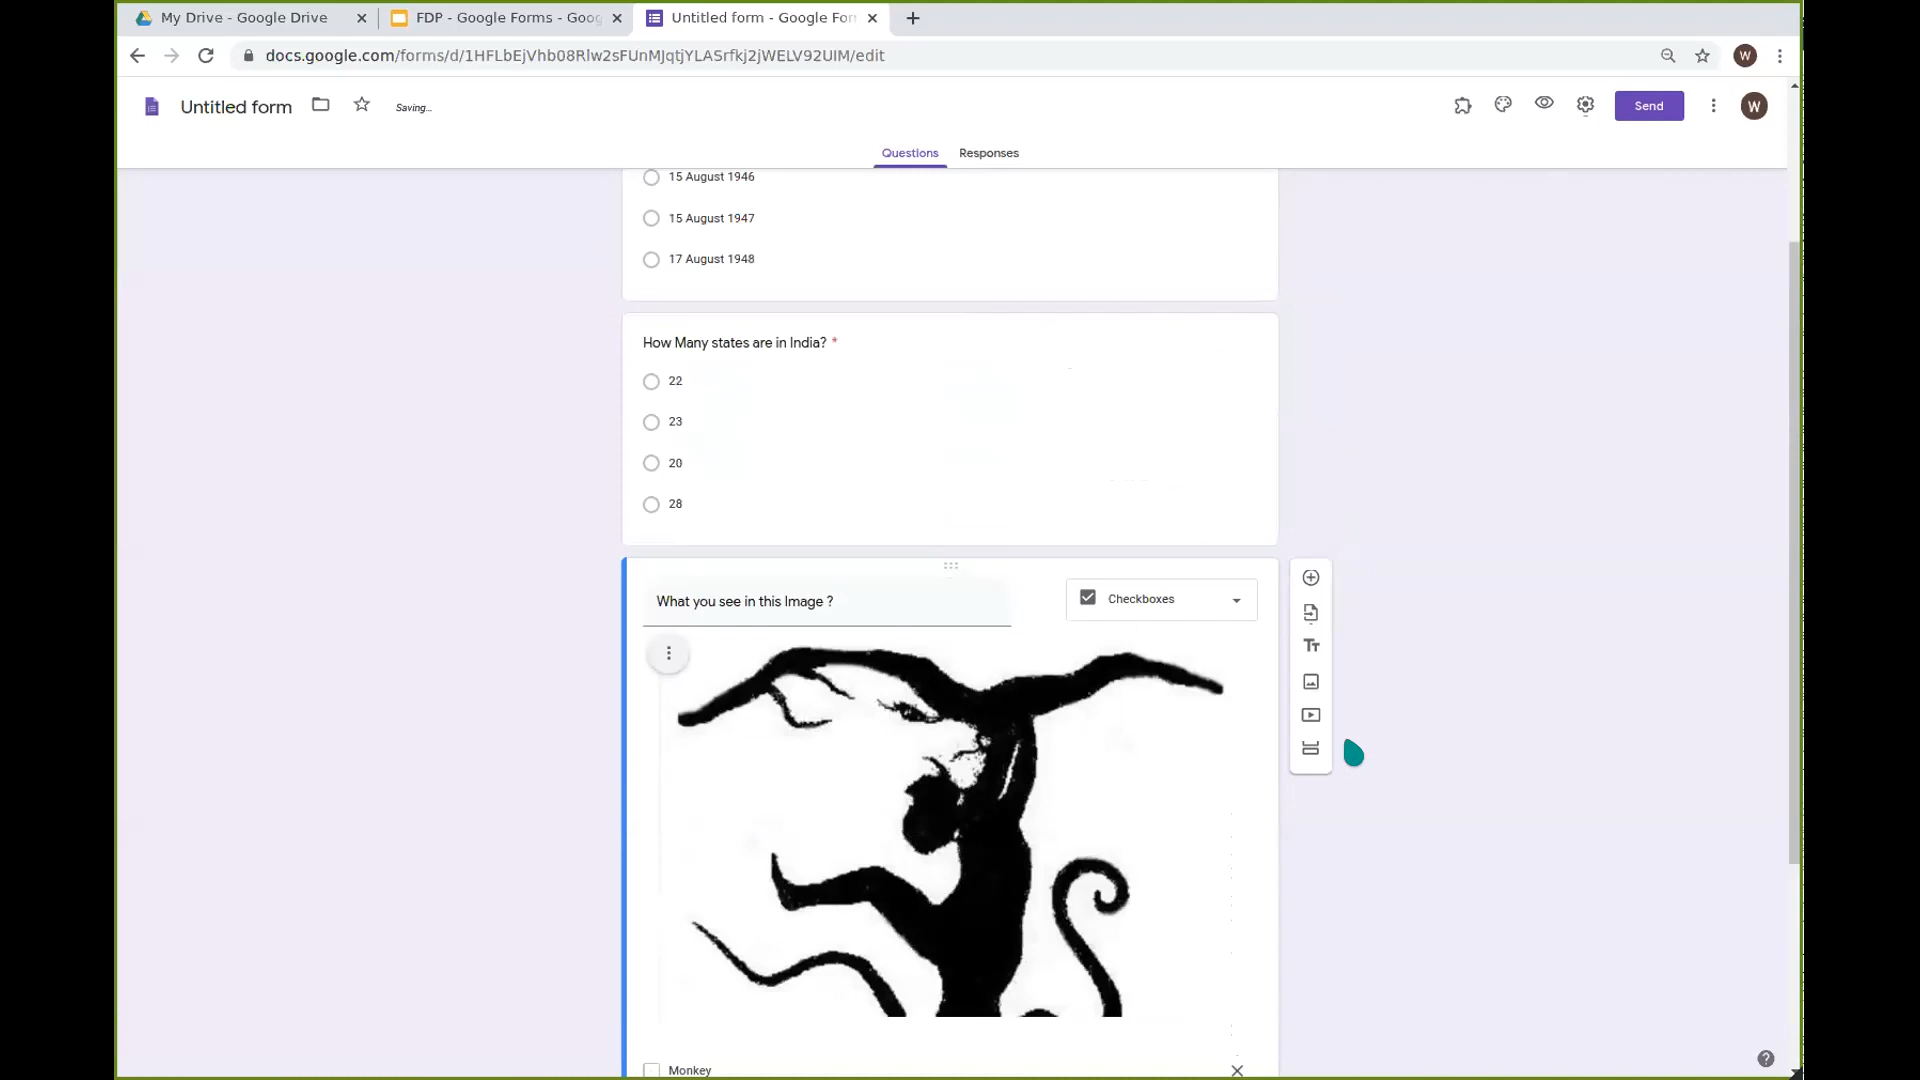 My Drive - Google Drive
FDP - Google Forms - Goog
Untitled form - Google For
docs.google.com/forms/d/1HFLbEjVhb08Rlw2sFUnMJqtjYLASrfkj2jWELV92UIM/edit
W
Untitled form
Saving...
Send
W
Questions
Responses
15 August 1946
15 August 1947
17 August 1948
How Many states are in India? *
22
23
20
28
What you see in this Image ?
Checkboxes
Tt
Monkey